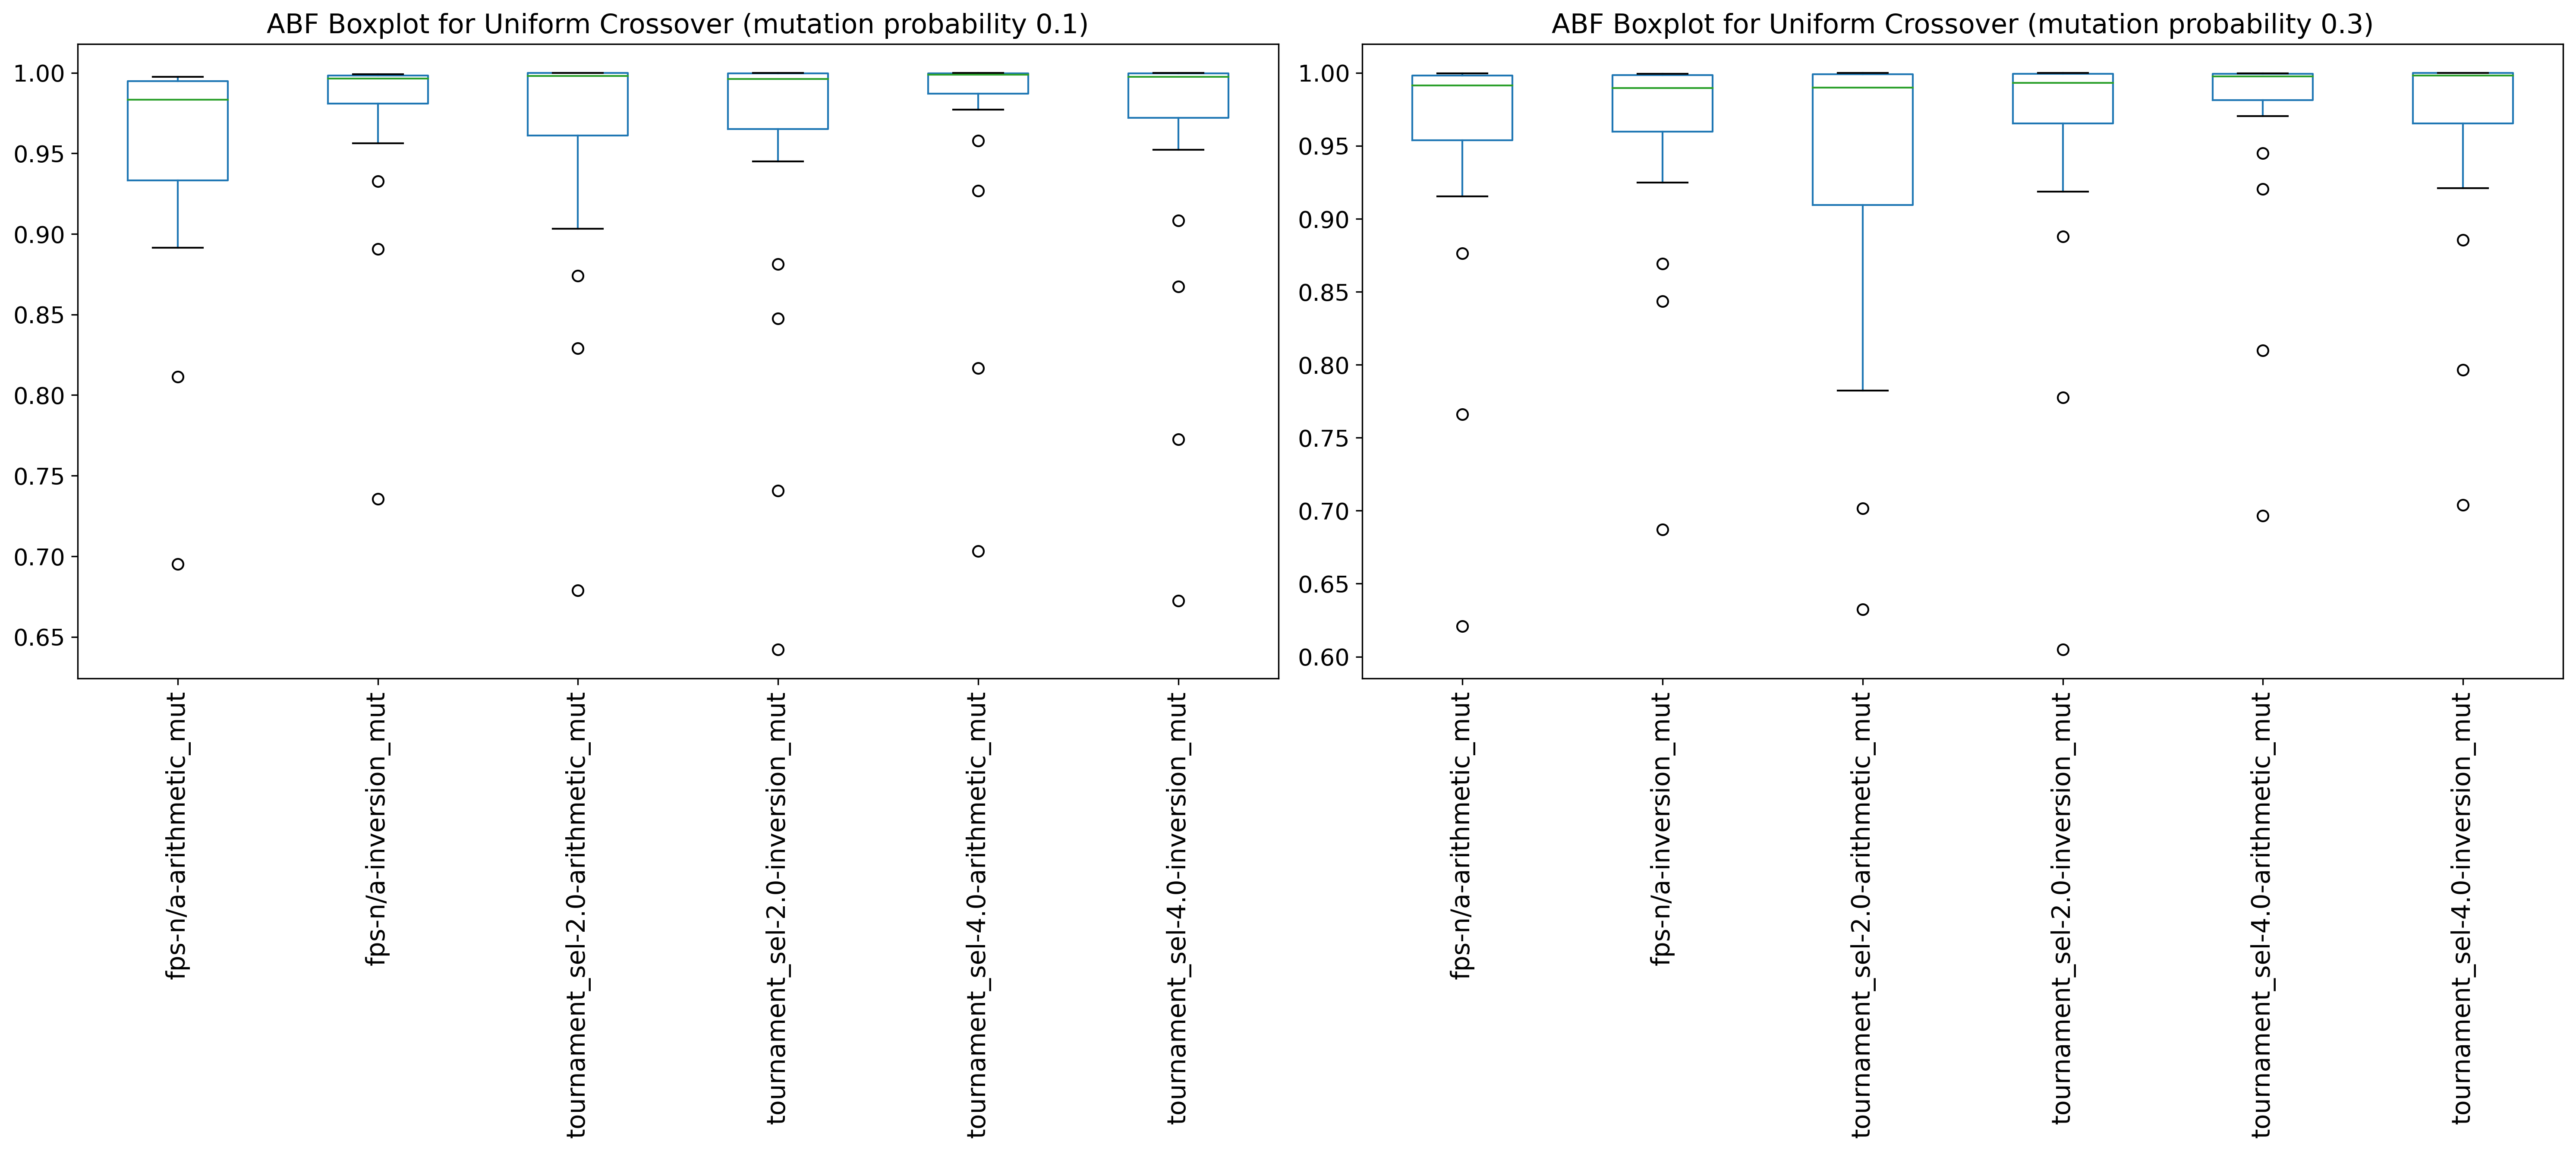 ABF Boxplot for Uniform Crossover (mutation probability 0.1)
1.00
0.95
0.90
0.85
0.80
0.75
0.70
0.65
fps-n/a-arithmetic_mut
fps-n/a-inversion_mut
tournament_sel-2.0-arithmetic_mut
tournament_sel-2.0-inversion_mut
tournament_sel-4.0-arithmetic_mut
tournament_sel-4.0-inversion_mut
ABF Boxplot for Uniform Crossover (mutation probability 0.3)
1.00
0.95
0.90
0.85
0.80
0.75
0.70
0.65
0.60
fps-n/a-arithmetic_mut
fps-n/a-inversion_mut
tournament_sel-2.0-arithmetic_mut
tournament_sel-2.0-inversion_mut
tournament_sel-4.0-arithmetic_mut
tournament_sel-4.0-inversion_mut